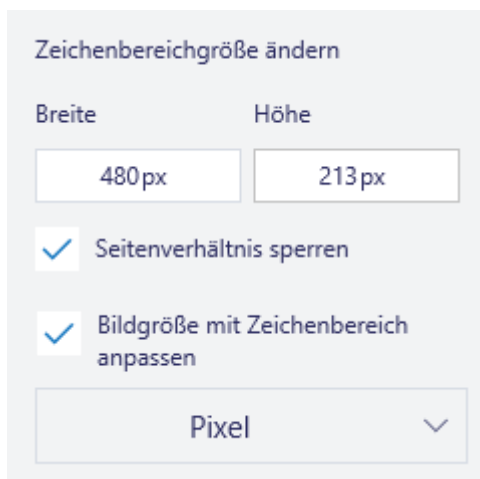 Zeichenbereichgröße ändern
Breite Höhe
480px 213px
Seitenverhältnis sperren
Bildgröße mit Zeichenbereich
anpassen
Pixel